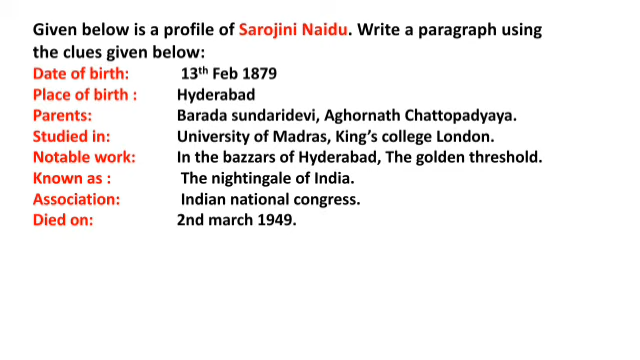 Given below is a profile of Sarojini Naidu. Write a paragraph using
the clues given below:
Date of birth: 13th Feb 1879
Place of birth : Hyderabad
Parents: Barada sundaridevi, Aghornath Chattopadyaya.
Studied in: University of Madras, King's college London.
Notable work: In the bazzars of Hyderabad, The golden threshold.
Known as : The nightingale of India.
Association: Indian national congress.
Died on: 2nd march 1949.